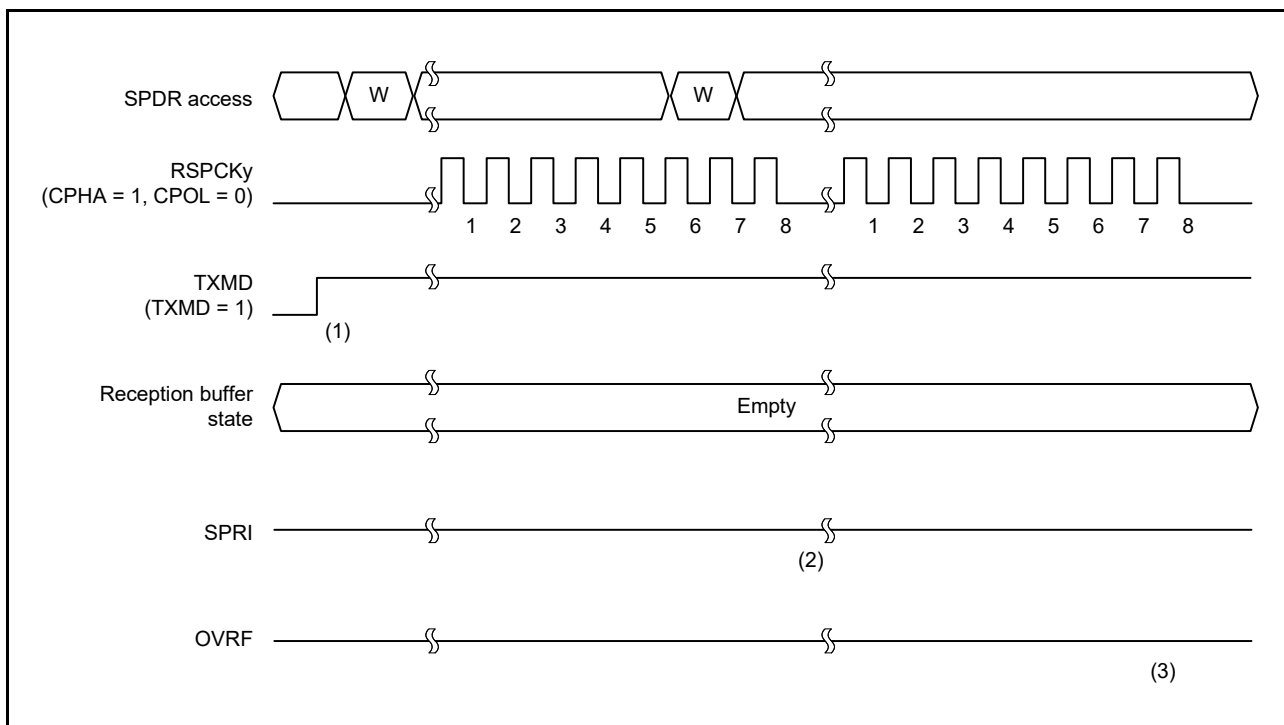 SPDR access
W
W
RSPCKy
(CPHA = 1, CPOL = 0)
1 2 3 4 5 6 7 8 1 2 3 4 5 6 7 8
TXMD
(TXMD = 1)
(1)
Reception buffer
state
Empty
SPRI
(2)
OVRF
(3)